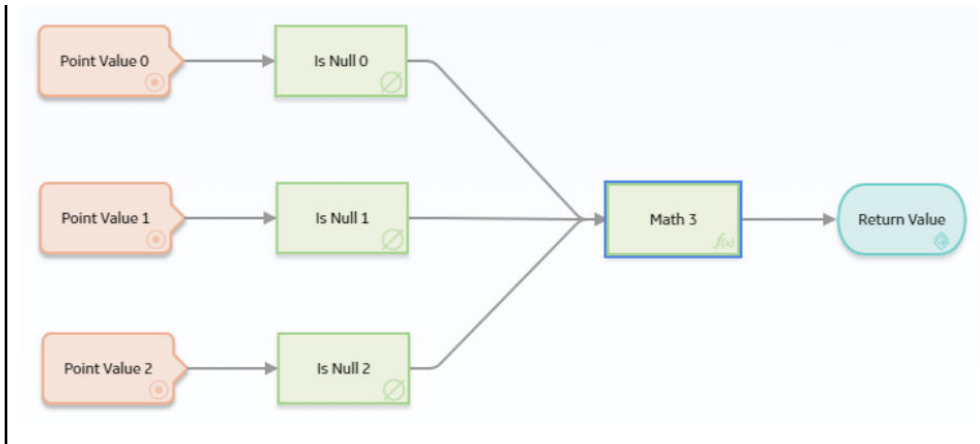 Point Value 0
Is Null 0
Point Value 1
Is Null 1
Math 3
f(x)
Return Value
Point Value 2
Is Null 2